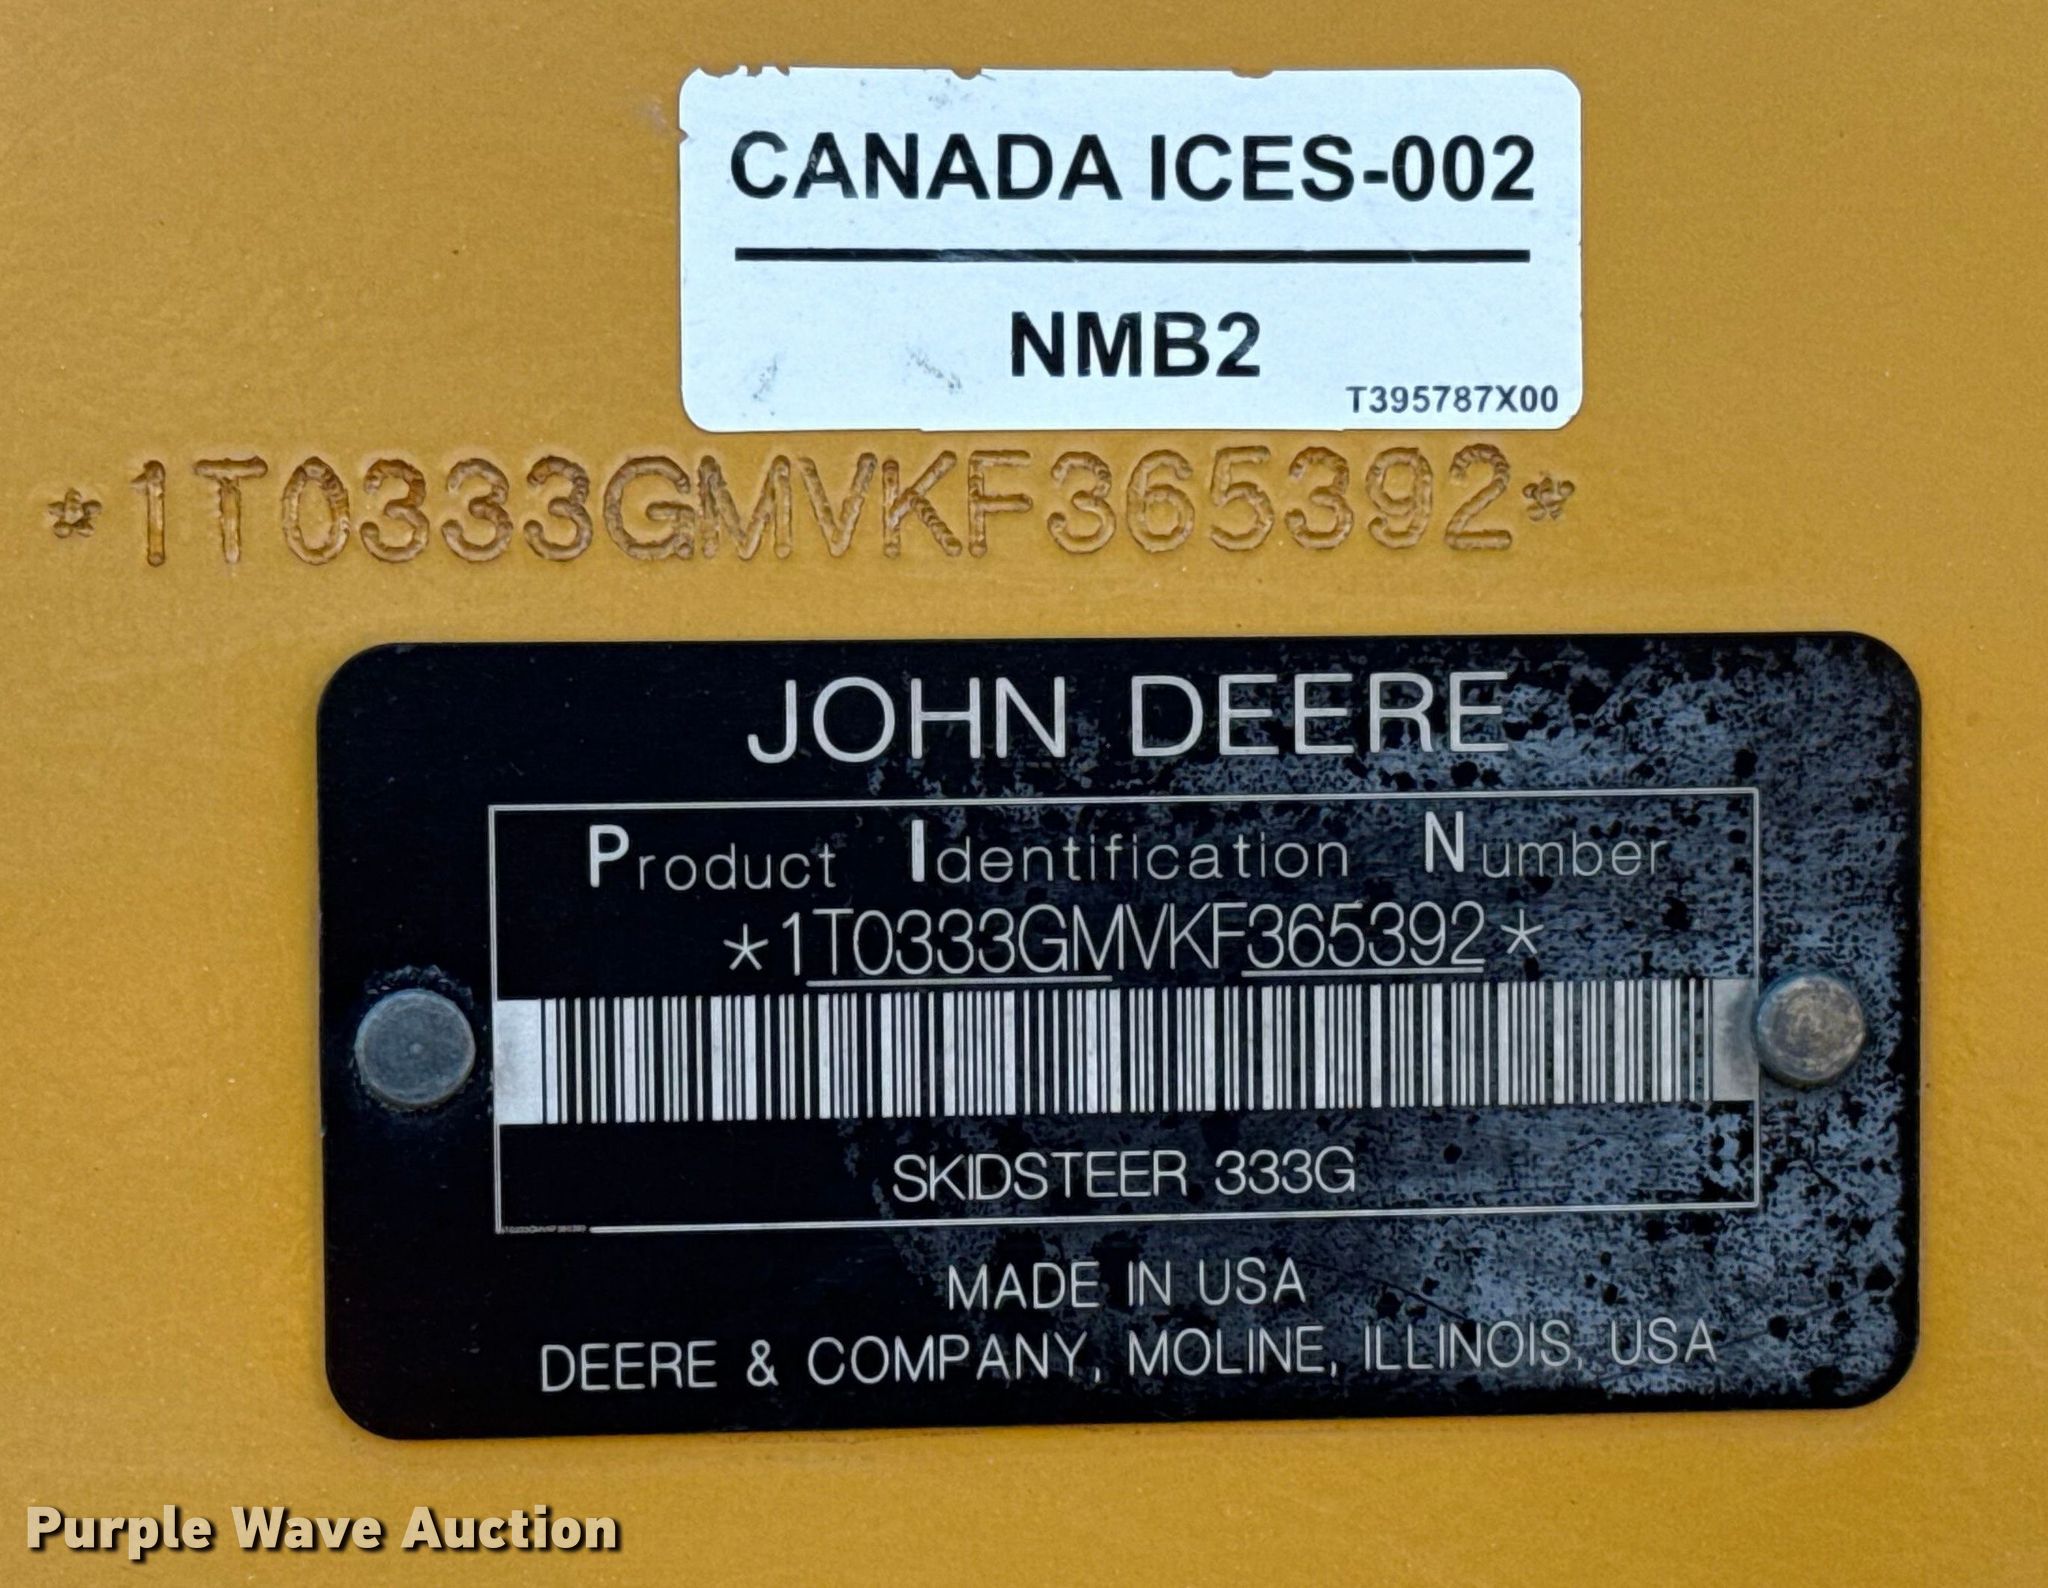 CANADA ICES-002
NMB2
T395787X00
*1T0333GMVKF365392*
JOHN DEERE
Product Identification Number
*1T0333GMVKF365392*
SKIDSTEER 333G
1T0333GMVKF365392
MADE IN USA
DEERE & COMPANY, MOLINE, ILLINOIS, USA
Purple Wave Auction